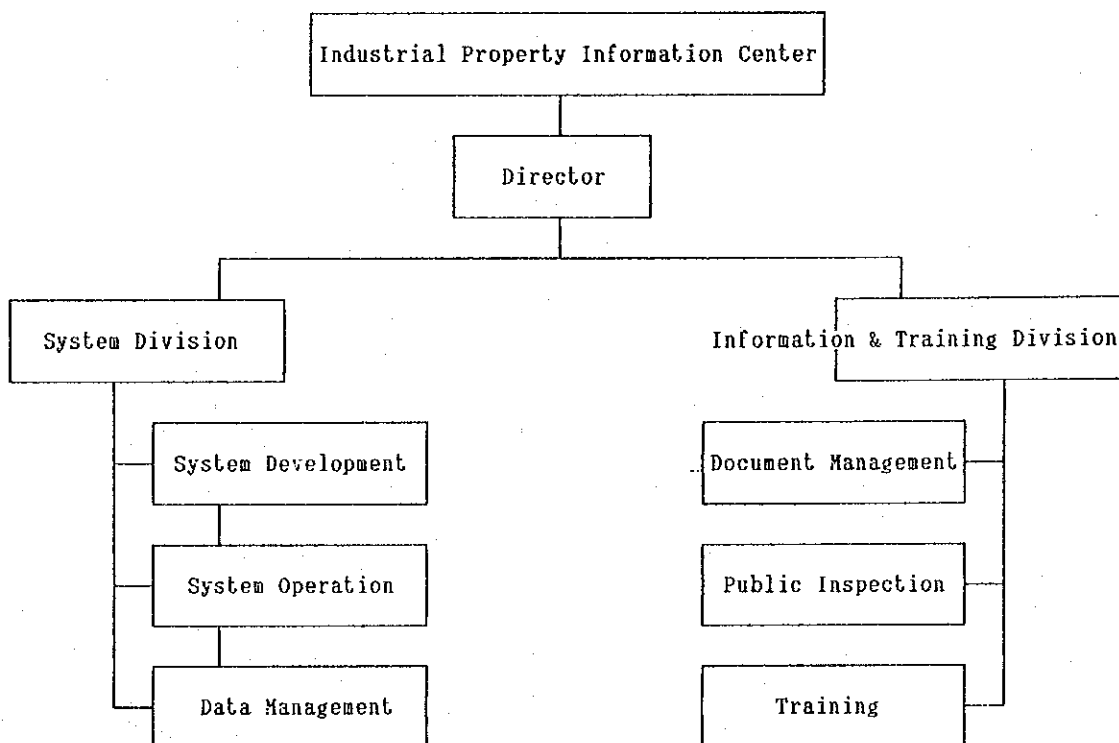 Industrial Property Information Center
Director
System Division
Information & Training Division
System Development
Document Management
System Operation
Public Inspection
Data Management
Training